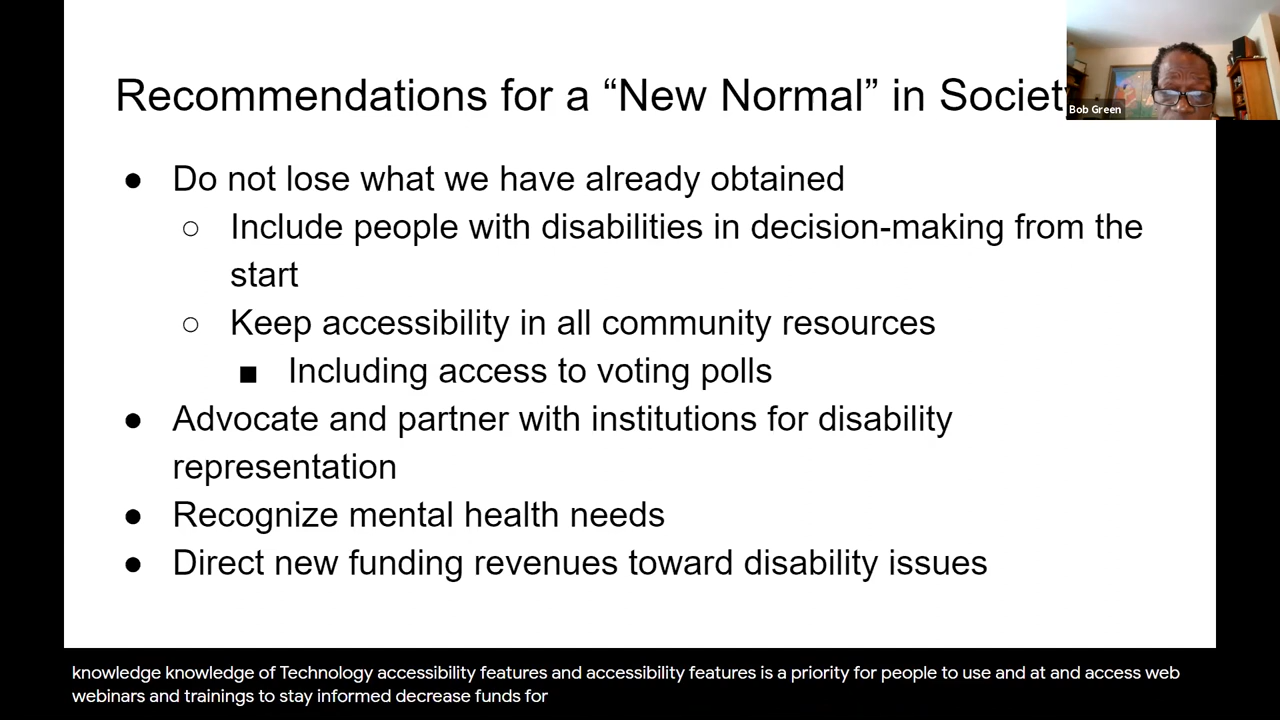 Recommendations for a “New Normal” in Society
Bob Green
● Do not lose what we have already obtained
○ Include people with disabilities in decision-making from the
start
○ Keep accessibility in all community resources
■ Including access to voting polls
● Advocate and partner with institutions for disability
representation
● Recognize mental health needs
● Direct new funding revenues toward disability issues
knowledge knowledge of Technology accessibility features and accessibility features is a priority for people to use and at and access web
webinars and trainings to stay informed decrease funds for